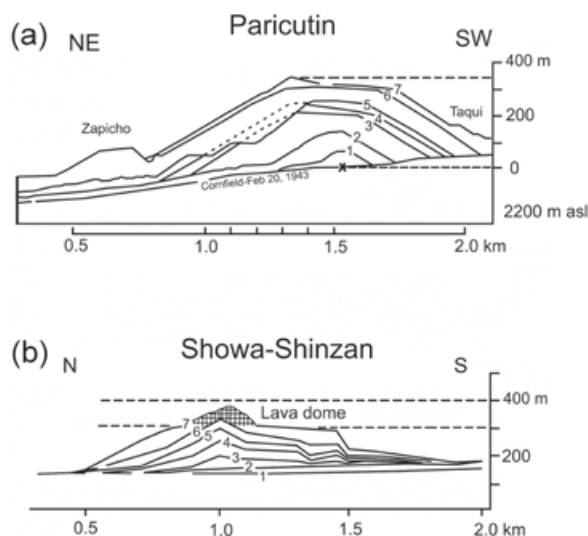 (a)
Paricutin
NE
SW
400 m
Zapicho
7
6
Taqui
5
4
3
200
2
1
Cornfield-Feb 20, 1943
x
0
2200 m asl
0.5 1.0 1.5 2.0 km
(b)
Showa-Shinzan
N
S
400 m
Lava dome
7
6
5
4
3
2
1
200
0.5 1.0 1.5 2.0 km